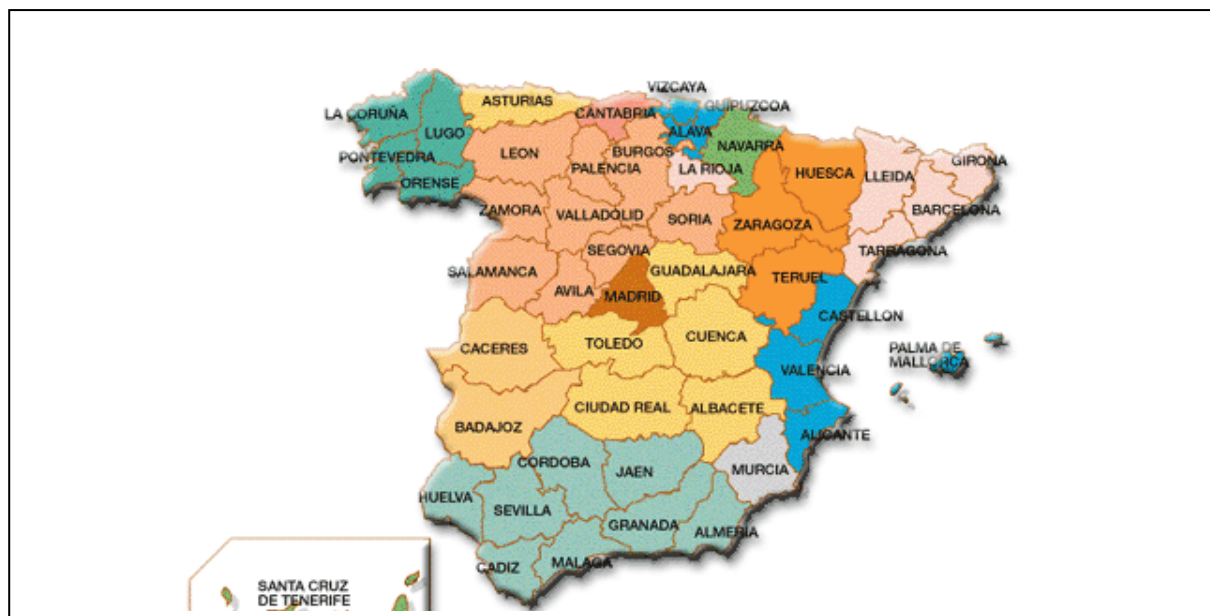 VIZCAYA
LA CORUÑA
ASTURIAS
CANTABRIA
GUIPUZCOA
LUGO
ALAVA
NAVARRA
PONTEVEDRA
LEON
BURGOS
PALENCIA
LA RIOJA
HUESCA
LLEIDA
GIRONA
ORENSE
ZAMORA
VALLADOLID
SORIA
ZARAGOZA
BARCELONA
SEGOVIA
TARRAGONA
SALAMANCA
GUADALAJARA
TERUEL
AVILA
MADRID
CASTELLON
CACERES
TOLEDO
CUENCA
PALMA DE
MALLORCA
VALENCIA
CIUDAD REAL
ALBACETE
BADAJOZ
ALICANTE
CORDOBA
JAEN
MURCIA
HUELVA
SEVILLA
GRANADA
ALMERIA
CADIZ
MALAGA
SANTA CRUZ
DE TENERIFE